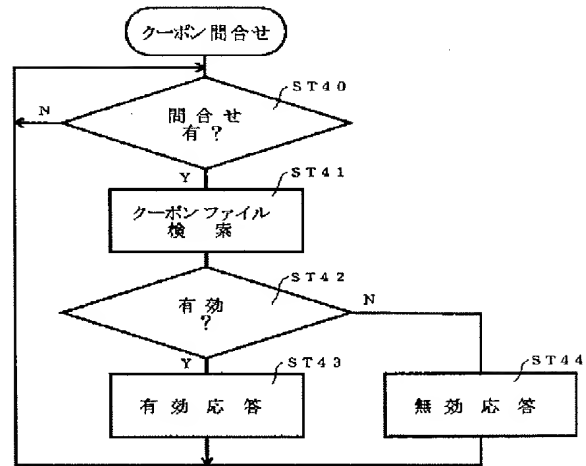 クーポン問合せ
ST40
問合せ
有?
N
Y
ST41
クーポンファイル
検索
ST42
有効
?
N
Y
ST43
有効応答
ST44
無効応答